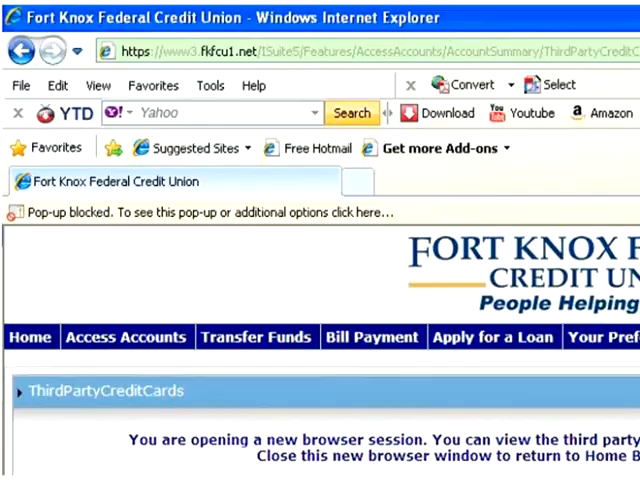 Fort Knox Federal Credit Union - Windows Internet Explorer
https://www3.fkfcu1.net/ISuite5/Features/AccessAccounts/AccountSummary/ThirdPartyCreditC
File Edit View Favorites Tools Help x Convert Select
x YTD Y! Yahoo Search Download You Tube Youtube a Amazon
Favorites Suggested Sites Free Hotmail Get more Add-ons
Fort Knox Federal Credit Union
Pop-up blocked. To see this pop-up or additional options click here...
FORT KNOX F
CREDIT UN
People Helping
Home Access Accounts Transfer Funds Bill Payment Apply for a Loan Your Pref
ThirdPartyCreditCards
You are opening a new browser session. You can view the third party
Close this new browser window to return to Home B